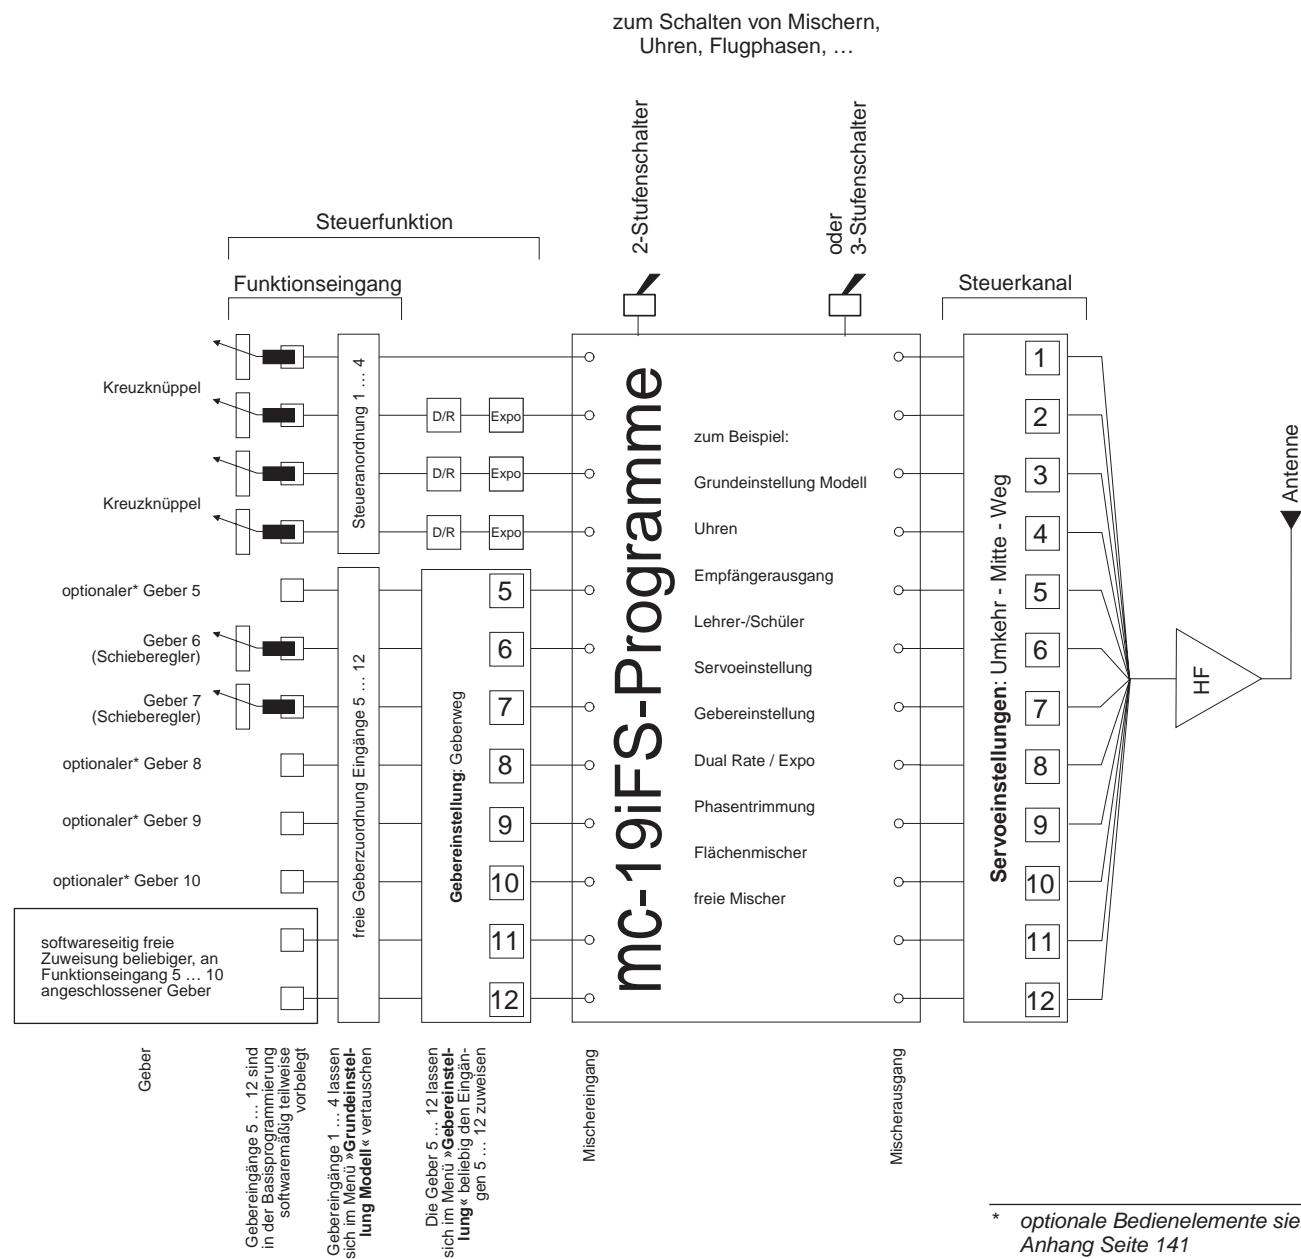 zum Schalten von Mischern,
Uhren, Flugphasen, …
2-Stufenschalter
oder
3-Stufenschalter
Steuerfunktion
Funktionseingang
Steuerkanal
Kreuzknüppel
Kreuzknüppel
optionaler* Geber 5
Geber 6
(Schieberegler)
Geber 7
(Schieberegler)
optionaler* Geber 8
optionaler* Geber 9
optionaler* Geber 10
softwareseitig freie
Zuweisung beliebiger, an
Funktionseingang 5 … 10
angeschlossener Geber
Steueranordnung 1 … 4
freie Geberzuordnung Eingänge 5 … 12
D/R
Expo
D/R
Expo
D/R
Expo
Gebereinstellung: Geberweg
5
6
7
8
9
10
11
12
mc-19iFS-Programme
zum Beispiel:
Grundeinstellung Modell
Uhren
Empfängerausgang
Lehrer-/Schüler
Servoeinstellung
Gebereinstellung
Dual Rate / Expo
Phasentrimmung
Flächenmischer
freie Mischer
Servoeinstellungen: Umkehr - Mitte - Weg
1
2
3
4
5
6
7
8
9
10
11
12
HF
Antenne
Geber
Gebereingänge 5 … 12 sind
in der Basisprogrammierung
softwaremäßig teilweise
vorbelegt
Gebereingänge 1 … 4 lassen
sich im Menü »Grundeinstel-
lung Modell« vertauschen
Die Geber 5 … 12 lassen
sich im Menü »Gebereinstel-
lung« beliebig den Eingän-
gen 5 … 12 zuweisen
Mischereingang
Mischerausgang
* optionale Bedienelemente sie
Anhang Seite 141